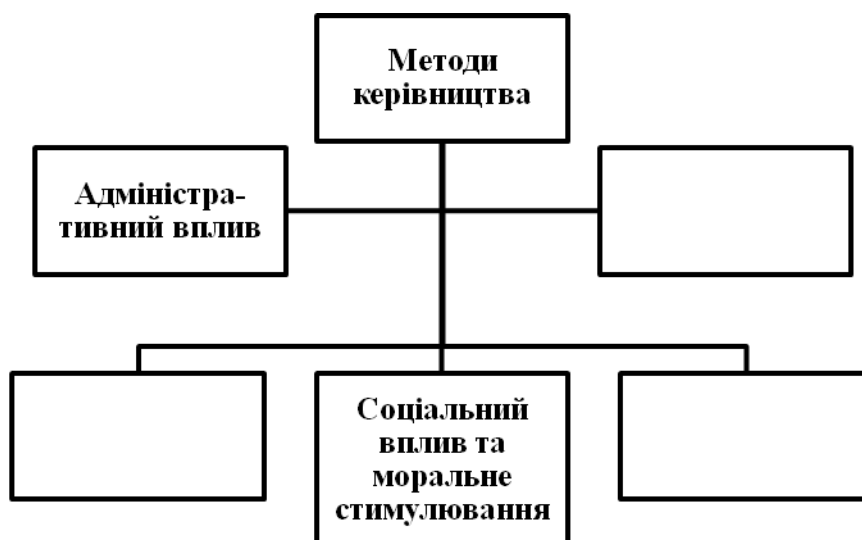 Методи
керівництва
Адміністра-
тивний вплив
Соціальний
вплив та
моральне
стимулювання